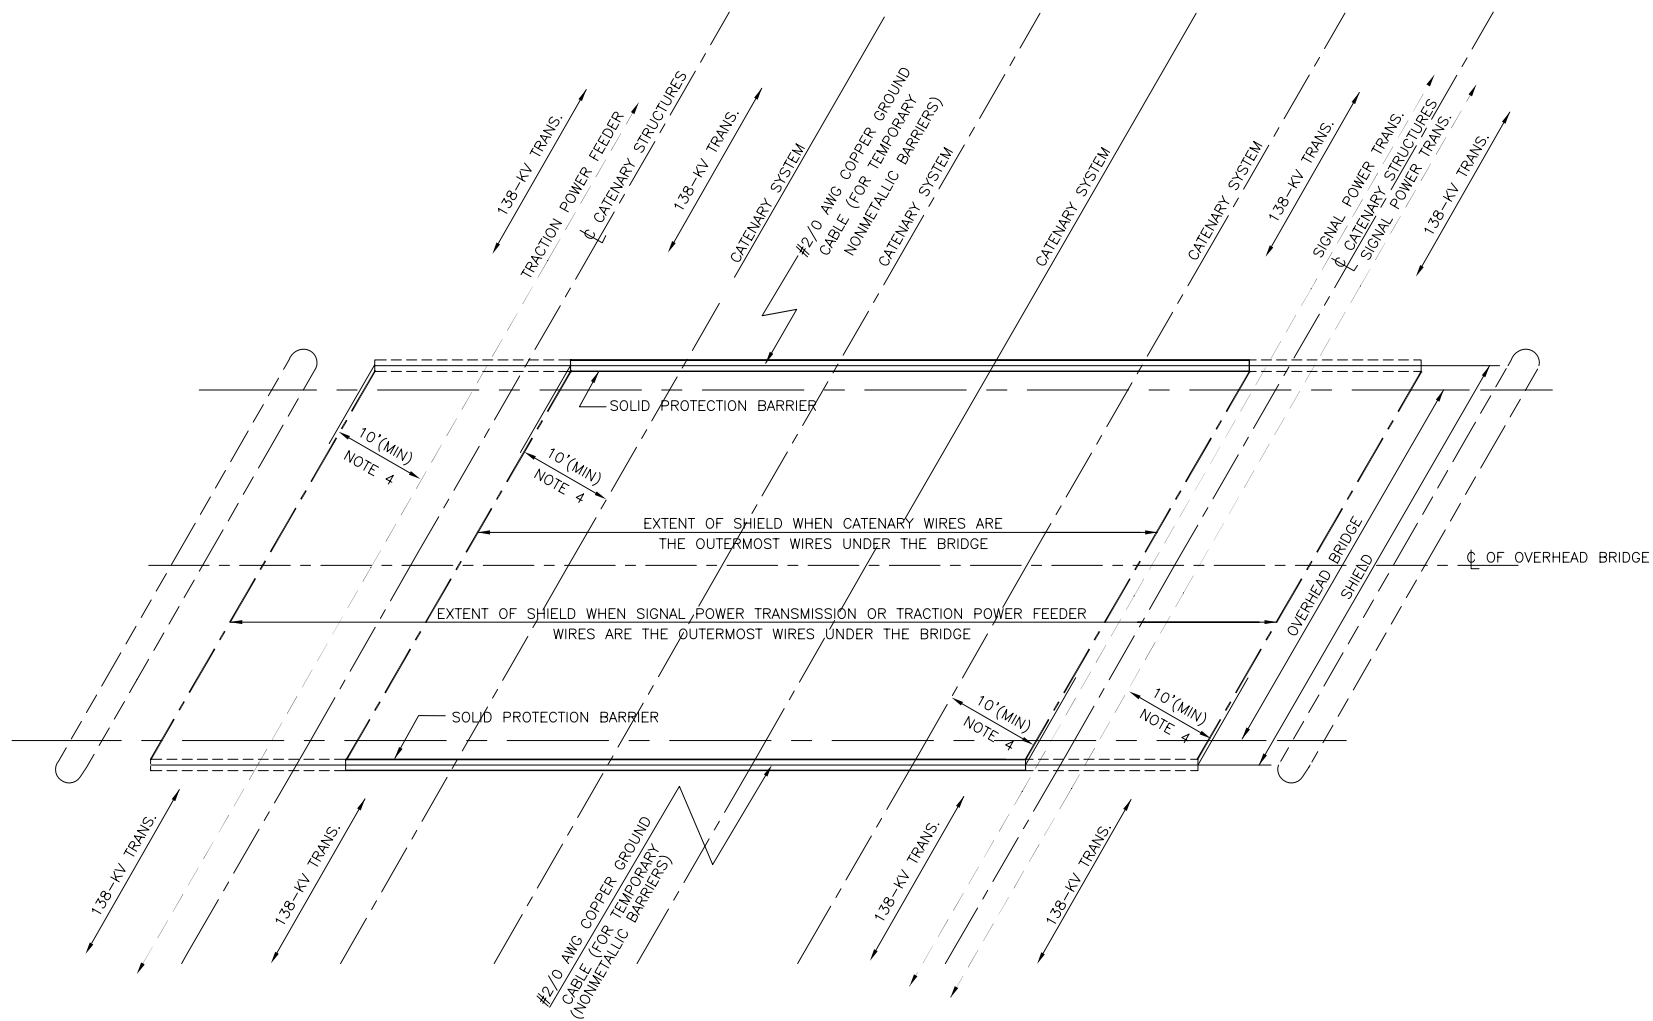 138-KV TRANS.
TRACTION POWER FEEDER
℄ CATENARY STRUCTURES
138-KV TRANS.
CATENARY SYSTEM
#2/0 AWG COPPER GROUND
CABLE (FOR TEMPORARY
NONMETALLIC BARRIERS)
CATENARY SYSTEM
CATENARY SYSTEM
CATENARY SYSTEM
138-KV TRANS.
SIGNAL POWER TRANS.
℄ CATENARY STRUCTURES
SIGNAL POWER TRANS.
138-KV TRANS.
SOLID PROTECTION BARRIER
10'(MIN)
NOTE 4
10'(MIN)
NOTE 4
EXTENT OF SHIELD WHEN CATENARY WIRES ARE
THE OUTERMOST WIRES UNDER THE BRIDGE
℄ OF OVERHEAD BRIDGE
OVERHEAD BRIDGE
SHIELD
EXTENT OF SHIELD WHEN SIGNAL POWER TRANSMISSION OR TRACTION POWER FEEDER
WIRES ARE THE OUTERMOST WIRES UNDER THE BRIDGE
SOLID PROTECTION BARRIER
10'(MIN)
NOTE 4
10'(MIN)
NOTE 4
138-KV TRANS.
138-KV TRANS.
#2/0 AWG COPPER GROUND
CABLE (FOR TEMPORARY
(NONMETALLIC BARRIERS)
138-KV TRANS.
138-KV TRANS.